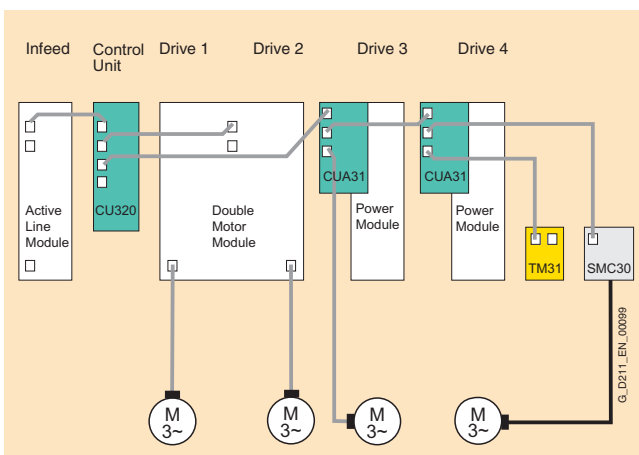 Infeed
Control
Unit
Drive 1
Drive 2
Drive 3
Drive 4
Active
Line
Module
CU320
Double
Motor
Module
CUA31
Power
Module
CUA31
Power
Module
TM31
SMC30
G_D211_EN_00099
M
3~
M
3~
M
3~
M
3~